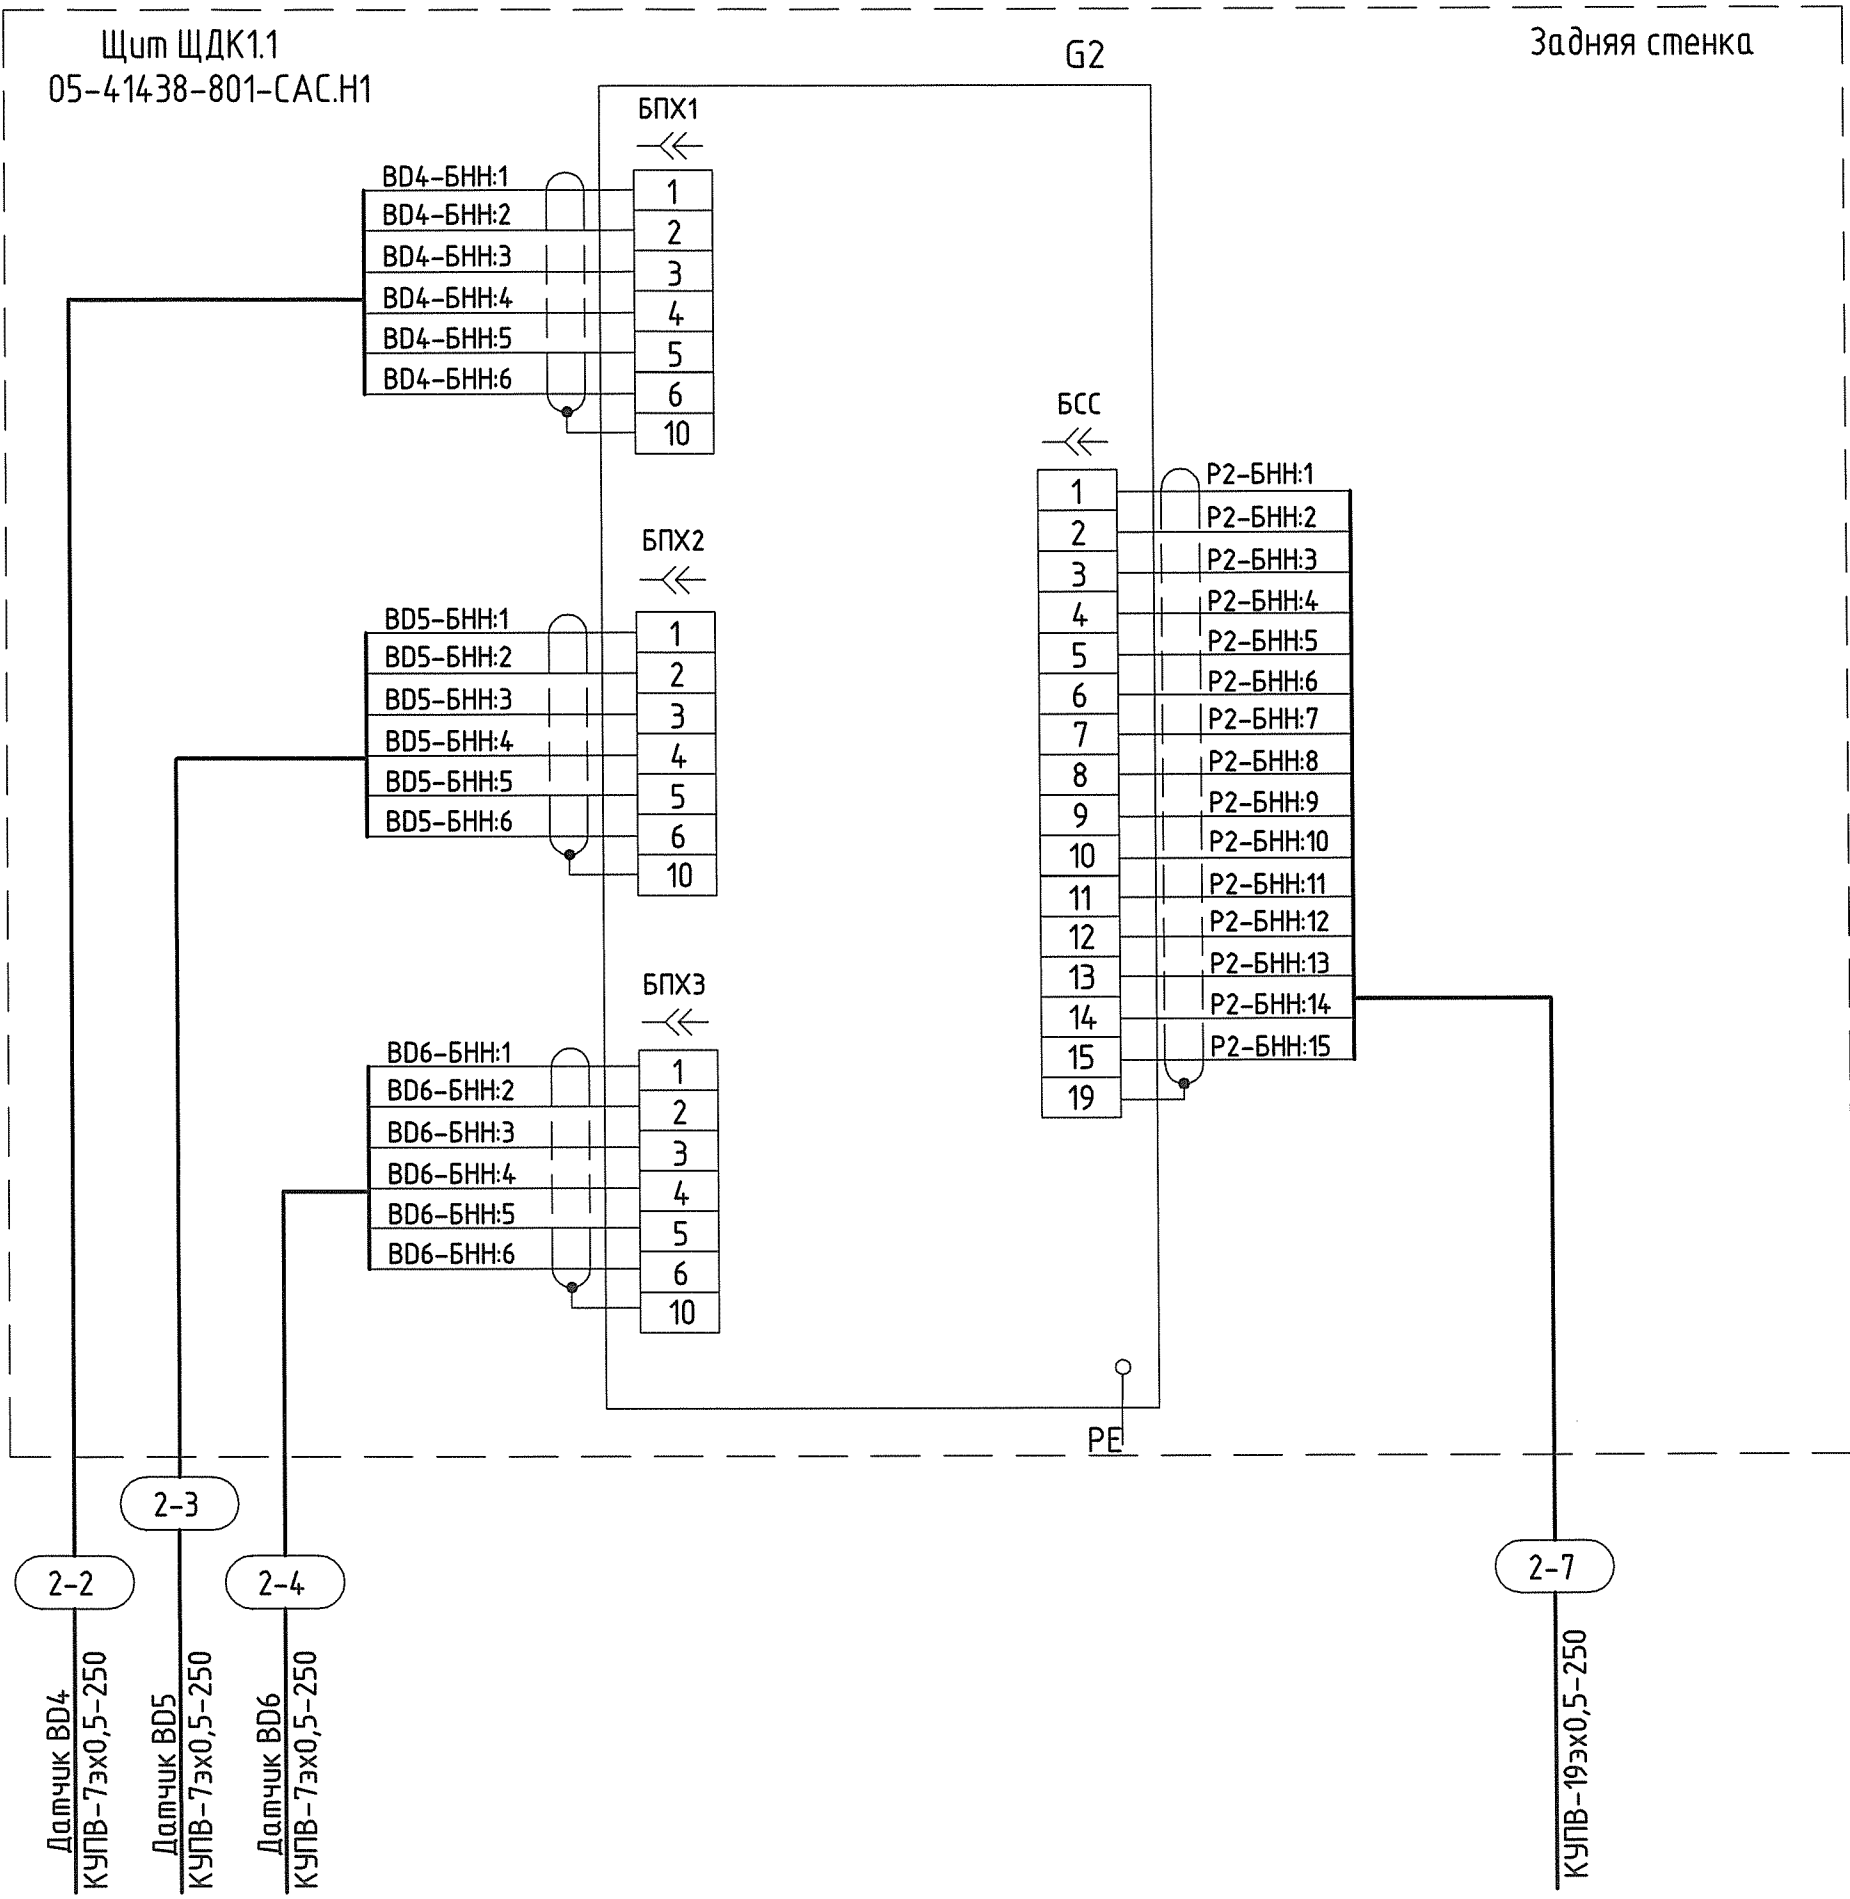 Щит ЩДК1.1
05-41438-801-САС.Н1
Задняя стенка
G2
БПХ1
BD4-БНН:1
BD4-БНН:2
BD4-БНН:3
BD4-БНН:4
BD4-БНН:5
BD4-БНН:6
1
2
3
4
5
6
10
БПХ2
BD5-БНН:1
BD5-БНН:2
BD5-БНН:3
BD5-БНН:4
BD5-БНН:5
BD5-БНН:6
1
2
3
4
5
6
10
БПХ3
BD6-БНН:1
BD6-БНН:2
BD6-БНН:3
BD6-БНН:4
BD6-БНН:5
BD6-БНН:6
1
2
3
4
5
6
10
БСС
1
2
3
4
5
6
7
8
9
10
11
12
13
14
15
19
Р2-БНН:1
Р2-БНН:2
Р2-БНН:3
Р2-БНН:4
Р2-БНН:5
Р2-БНН:6
Р2-БНН:7
Р2-БНН:8
Р2-БНН:9
Р2-БНН:10
Р2-БНН:11
Р2-БНН:12
Р2-БНН:13
Р2-БНН:14
Р2-БНН:15
PE
2-3
2-2
2-4
2-7
Датчик BD4
КУПВ-7эх0,5-250
Датчик BD5
КУПВ-7эх0,5-250
Датчик BD6
КУПВ-7эх0,5-250
КУПВ-19эх0,5-250